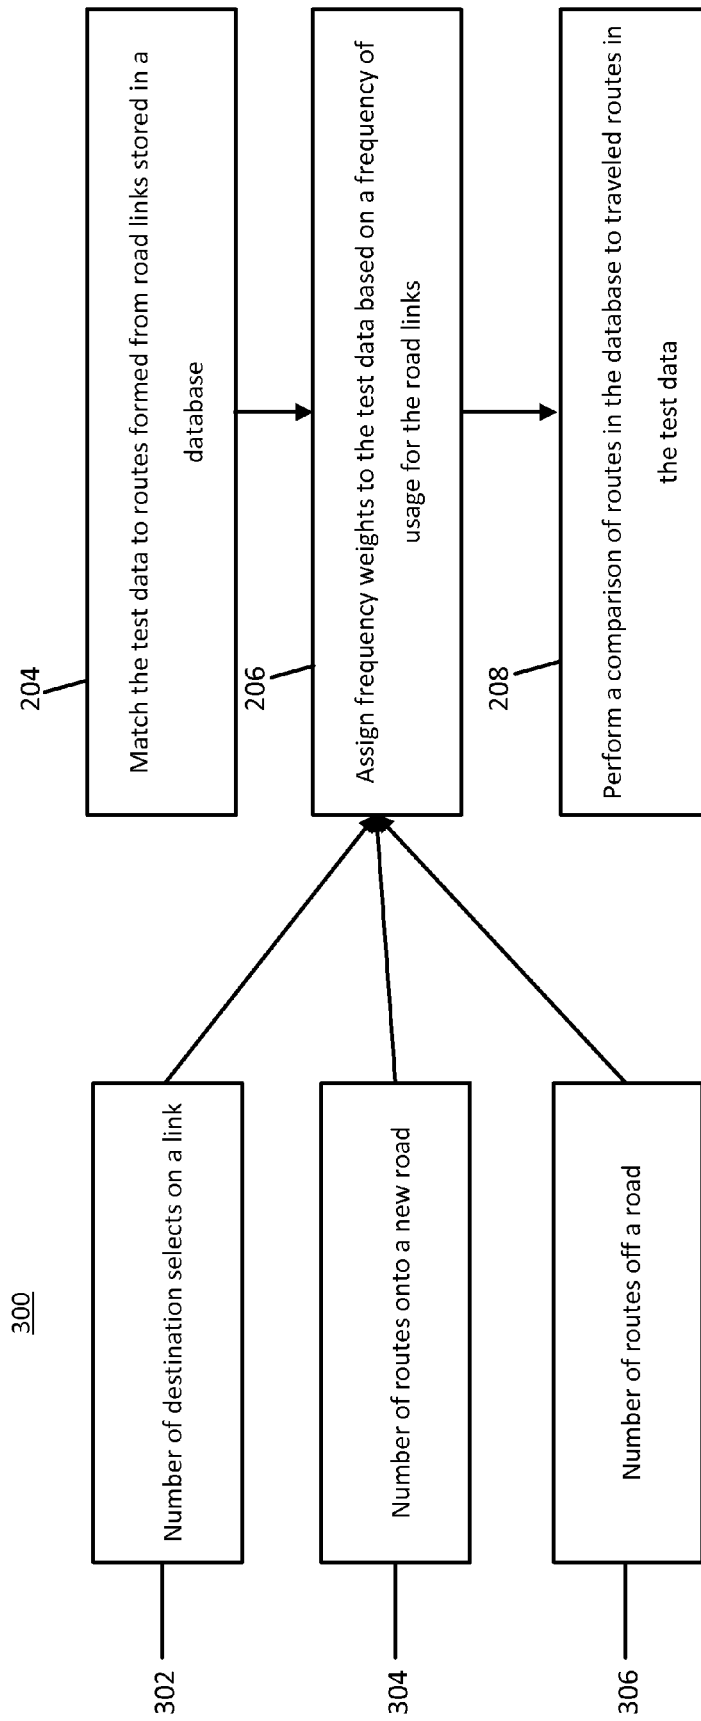 300
204
Match the test data to routes formed from road links stored in a
database
206
Assign frequency weights to the test data based on a frequency of
usage for the road links
208
Perform a comparison of routes in the database to traveled routes in
the test data
302
Number of destination selects on a link
304
Number of routes onto a new road
306
Number of routes off a road